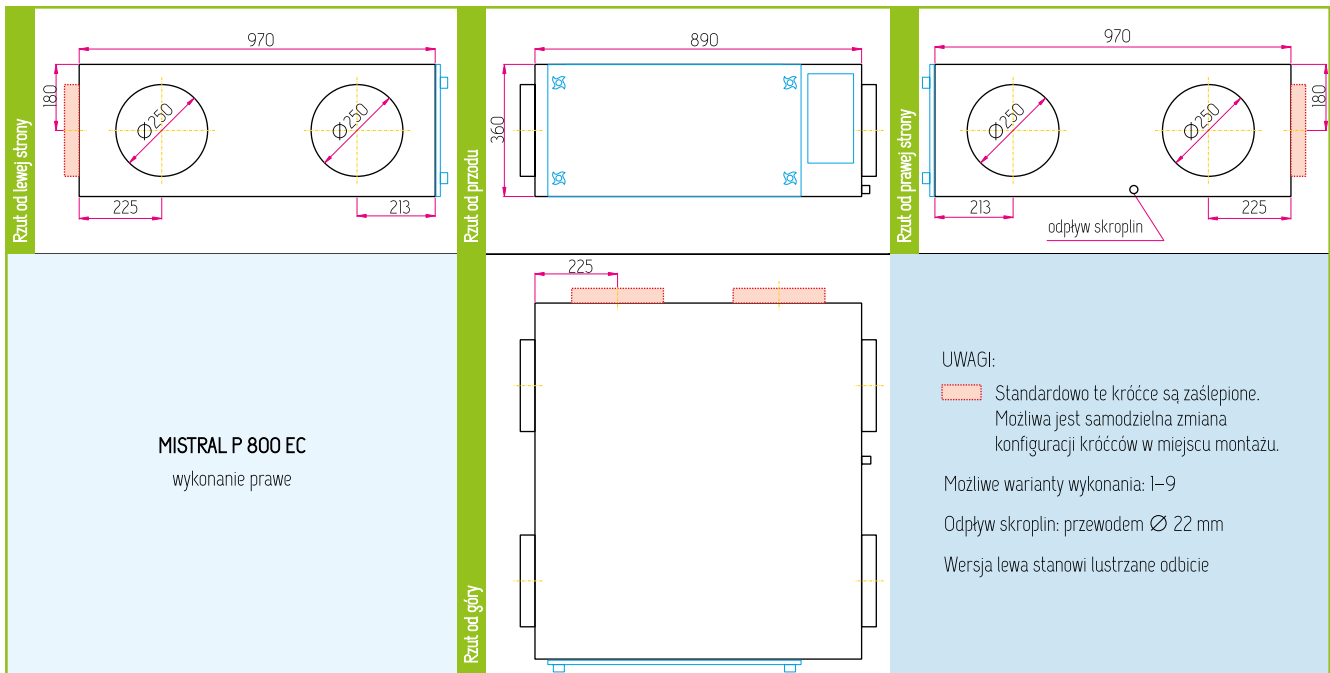 Rzut od lewej strony
970
180
Ø250
Ø250
225
213
Rzut od przodu
890
360
Rzut od prawej strony
970
180
Ø250
Ø250
213
225
odpływ skroplin
MISTRAL P 800 EC
wykonanie prawe
Rzut od góry
225
UWAGI:
Standardowo te króćce są zaślepione.
Możliwa jest samodzielna zmiana
konfiguracji króćców w miejscu montażu.
Możliwe warianty wykonania: 1–9
Odpływ skroplin: przewodem Ø 22 mm
Wersja lewa stanowi lustrzane odbicie